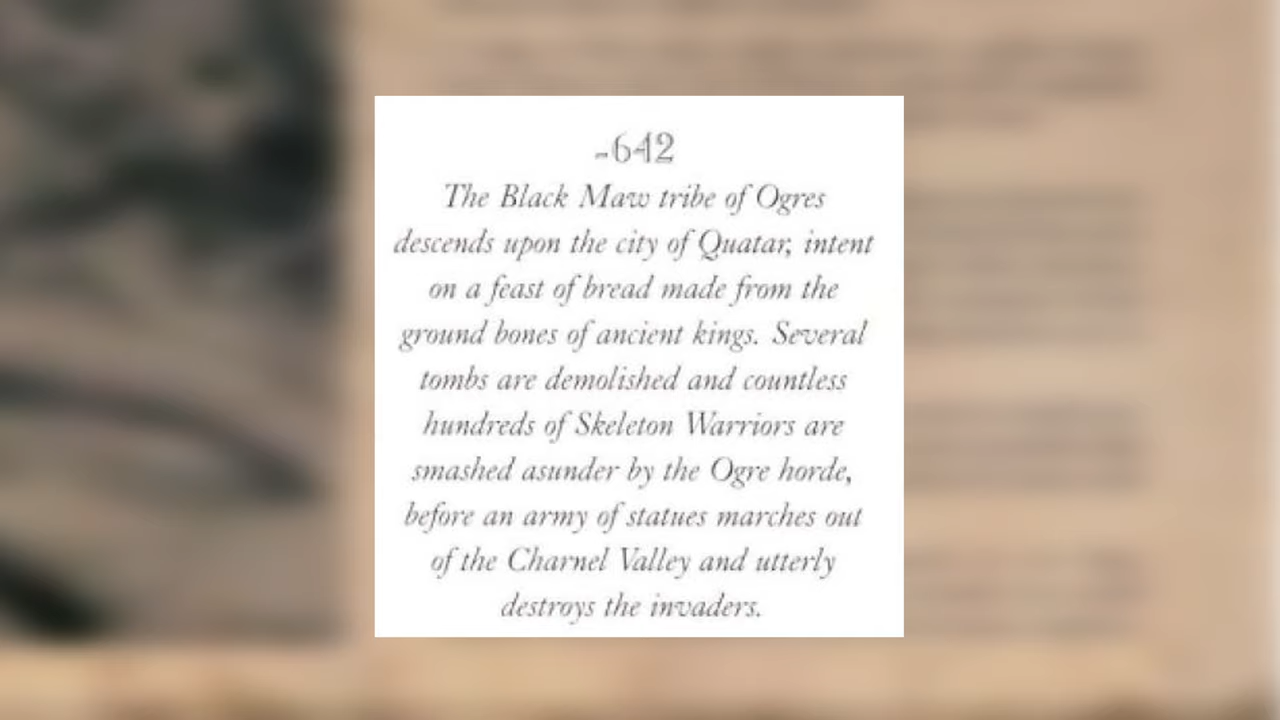 -642
The Black Maw tribe of Ogres
descends upon the city of Quatar, intent
on a feast of bread made from the
ground bones of ancient kings. Several
tombs are demolished and countless
hundreds of Skeleton Warriors are
smashed asunder by the Ogre horde,
before an army of statues marches out
of the Charnel Valley and utterly
destroys the invaders.